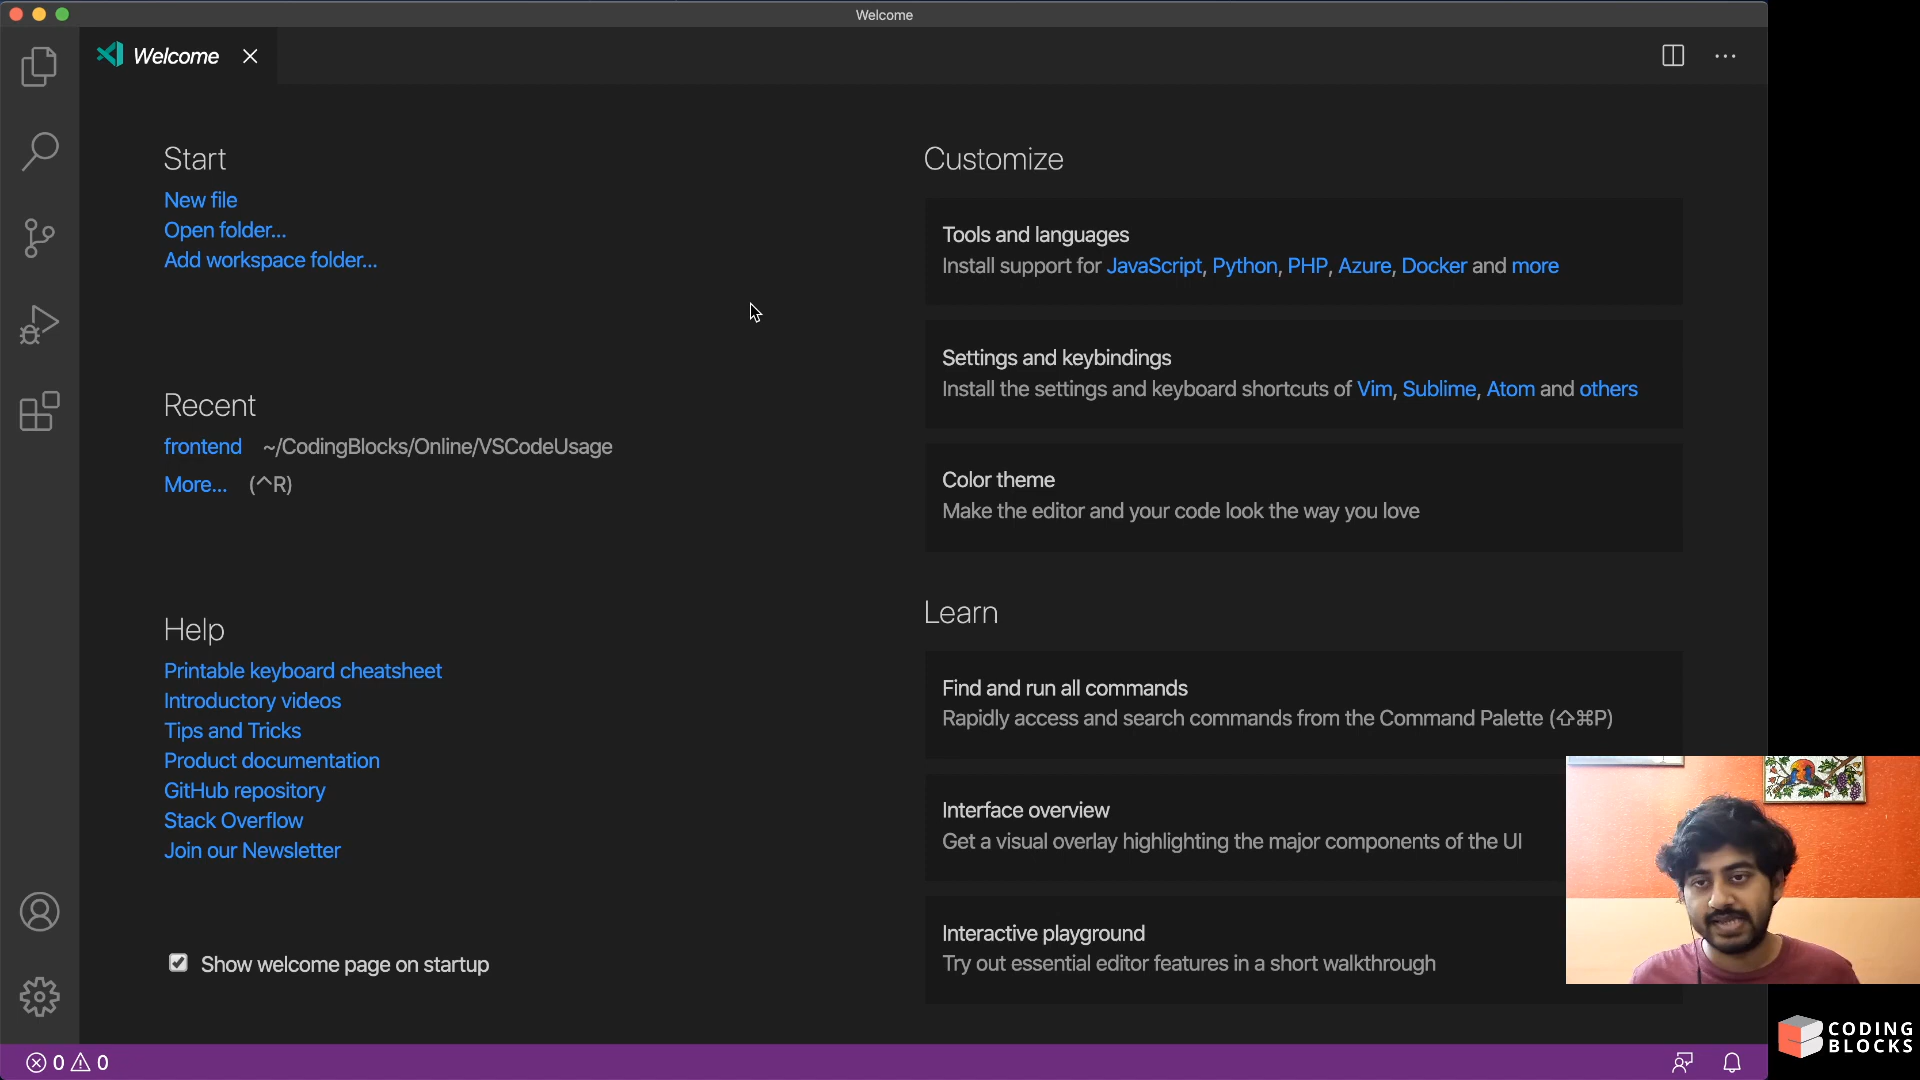 Welcome
Welcome
Start
New file
Open folder...
Add workspace folder...
Recent
frontend ~/CodingBlocks/Online/VSCodeUsage
More... (^R)
Help
Printable keyboard cheatsheet
Introductory videos
Tips and Tricks
Product documentation
GitHub repository
Stack Overflow
Join our Newsletter
Show welcome page on startup
Customize
Tools and languages
Install support for JavaScript, Python, PHP, Azure, Docker and more
Settings and keybindings
Install the settings and keyboard shortcuts of Vim, Sublime, Atom and others
Color theme
Make the editor and your code look the way you love
Learn
Find and run all commands
Rapidly access and search commands from the Command Palette (⇧⌘P)
Interface overview
Get a visual overlay highlighting the major components of the UI
Interactive playground
Try out essential editor features in a short walkthrough
0 0
CODING
BLOCKS